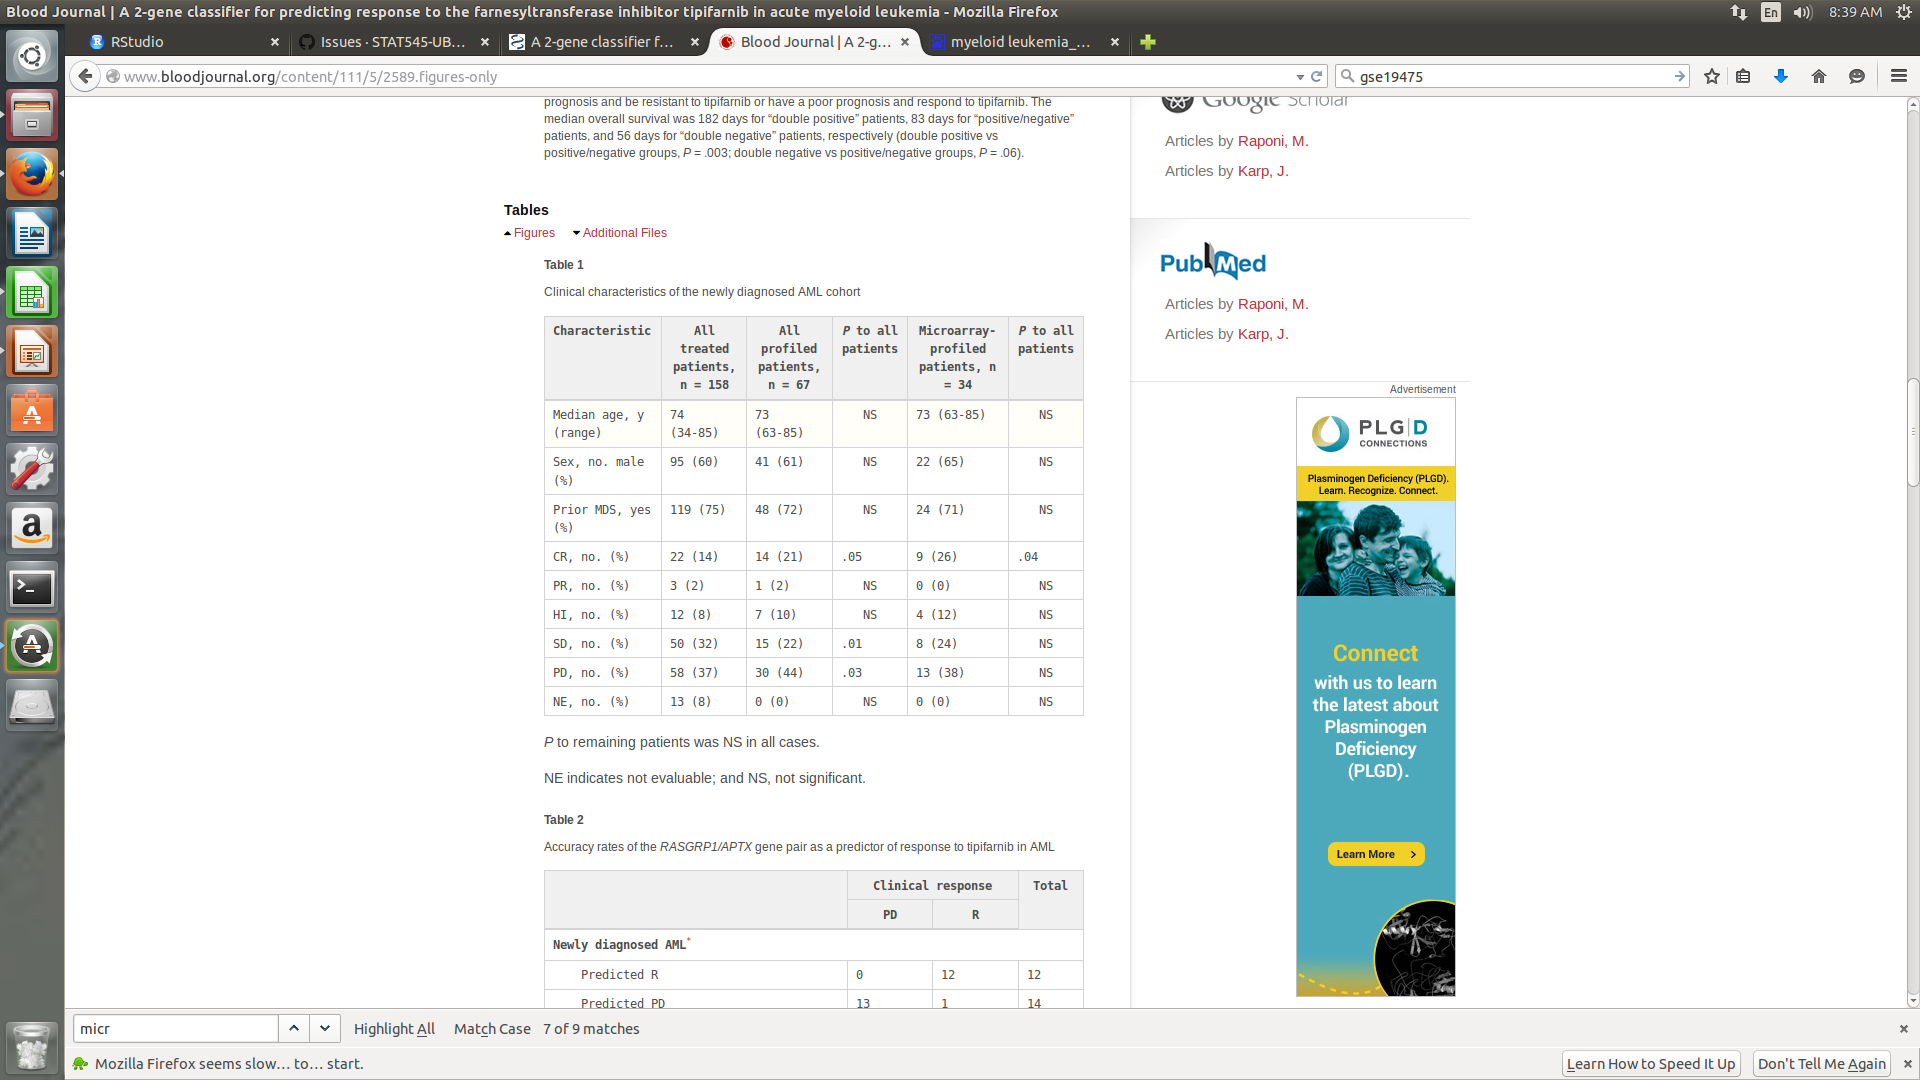 Blood Journal | A 2-gene classifier for predicting response to the farnesyltransferase inhibitor tipifarnib in acute myeloid leukemia - Mozilla Firefox
En
8:39 AM
RStudio
Issues · STAT545-UB...
A 2-gene classifier f...
Blood Journal | A 2-g...
myeloid leukemia_...
www.bloodjournal.org/content/111/5/2589.figures-only
gse19475
prognosis and be resistant to tipifarnib or have a poor prognosis and respond to tipifarnib. The
median overall survival was 182 days for “double positive” patients, 83 days for “positive/negative”
patients, and 56 days for “double negative” patients, respectively (double positive vs
positive/negative groups, P = .003; double negative vs positive/negative groups, P = .06).
Tables
Figures
Additional Files
Table 1
Clinical characteristics of the newly diagnosed AML cohort
Characteristic
All treated patients, n = 158
All profiled patients, n = 67
P to all patients
Microarray-profiled patients, n = 34
P to all patients
Median age, y (range) 74 (34-85) 73 (63-85) NS 73 (63-85) NS
Sex, no. male (%) 95 (60) 41 (61) NS 22 (65) NS
Prior MDS, yes (%) 119 (75) 48 (72) NS 24 (71) NS
CR, no. (%) 22 (14) 14 (21) .05 9 (26) .04
PR, no. (%) 3 (2) 1 (2) NS 0 (0) NS
HI, no. (%) 12 (8) 7 (10) NS 4 (12) NS
SD, no. (%) 50 (32) 15 (22) .01 8 (24) NS
PD, no. (%) 58 (37) 30 (44) .03 13 (38) NS
NE, no. (%) 13 (8) 0 (0) NS 0 (0) NS
P to remaining patients was NS in all cases.
NE indicates not evaluable; and NS, not significant.
Table 2
Accuracy rates of the RASGRP1/APTX gene pair as a predictor of response to tipifarnib in AML
Clinical response Total
PD R
Newly diagnosed AML*
Predicted R 0 12 12
Predicted PD 13 1 14
Google Scholar
Articles by Raponi, M.
Articles by Karp, J.
PubMed
Articles by Raponi, M.
Articles by Karp, J.
Advertisement
PLG|D
CONNECTIONS
Plasminogen Deficiency (PLGD).
Learn. Recognize. Connect.
Connect
with us to learn
the latest about
Plasminogen
Deficiency
(PLGD).
Learn More
micr
Highlight All
Match Case
7 of 9 matches
Mozilla Firefox seems slow... to... start.
Learn How to Speed It Up
Don't Tell Me Again